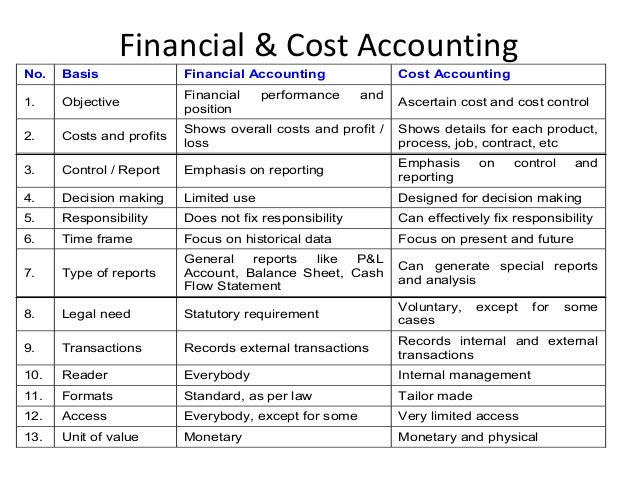 Financial & Cost Accounting
No. Basis Financial Accounting Cost Accounting
1. Objective Financial performance and position Ascertain cost and cost control
2. Costs and profits Shows overall costs and profit / loss Shows details for each product, process, job, contract, etc
3. Control / Report Emphasis on reporting Emphasis on control and reporting
4. Decision making Limited use Designed for decision making
5. Responsibility Does not fix responsibility Can effectively fix responsibility
6. Time frame Focus on historical data Focus on present and future
7. Type of reports General reports like P&L Account, Balance Sheet, Cash Flow Statement Can generate special reports and analysis
8. Legal need Statutory requirement Voluntary, except for some cases
9. Transactions Records external transactions Records internal and external transactions
10. Reader Everybody Internal management
11. Formats Standard, as per law Tailor made
12. Access Everybody, except for some Very limited access
13. Unit of value Monetary Monetary and physical